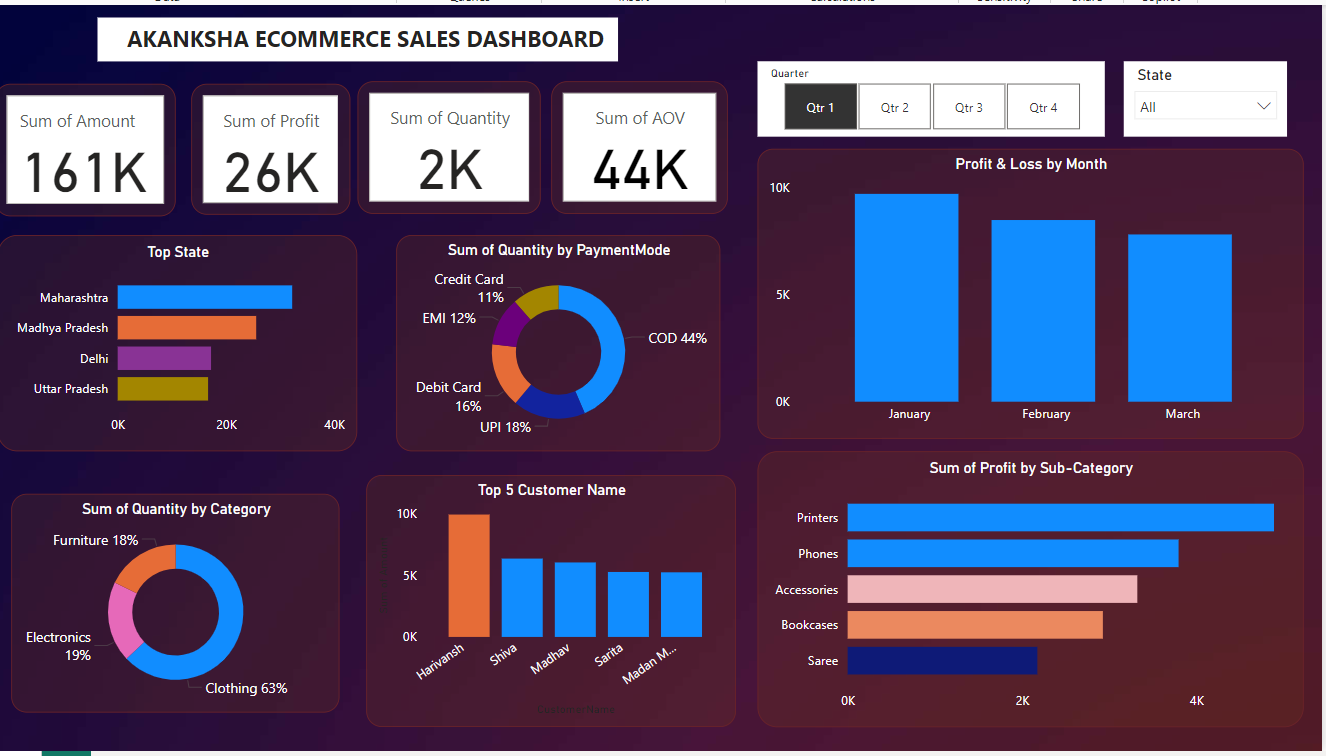 AKANKSHA ECOMMERCE SALES DASHBOARD
Quarter
Qtr 1
Qtr 2
Qtr 3
Qtr 4
State
All
Sum of Amount
161K
Sum of Profit
26K
Sum of Quantity
2K
Sum of AOV
44K
Top State
Maharashtra
Madhya Pradesh
Delhi
Uttar Pradesh
0K 20K 40K
Sum of Quantity by PaymentMode
Credit Card
11%
EMI 12%
COD 44%
Debit Card
16%
UPI 18%
Profit & Loss by Month
10K
5K
0K
January February March
Sum of Quantity by Category
Furniture 18%
Electronics
19%
Clothing 63%
Top 5 Customer Name
10K
5K
0K
Harivansh
Shiva
Madhav
Sarita
Madan M...
Customer Name
Sum of Profit by Sub-Category
Printers
Phones
Accessories
Bookcases
Saree
0K 2K 4K